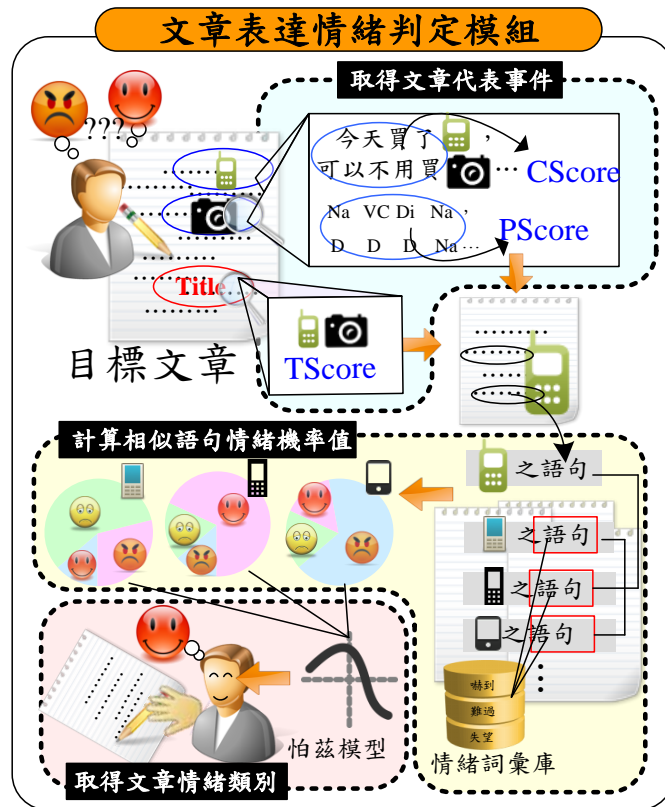 文章表達情緒判定模組
取得文章代表事件
???
今天買了 ,
可以不用買 … CScore
Na VC Di Na ,
D D D Na…
PScore
Title…
目標文章
TScore
計算相似語句情緒機率值
之語句
之語句
之語句
之語句
嚇到
難過
失望
情緒詞彙庫
怕茲模型
取得文章情緒類別